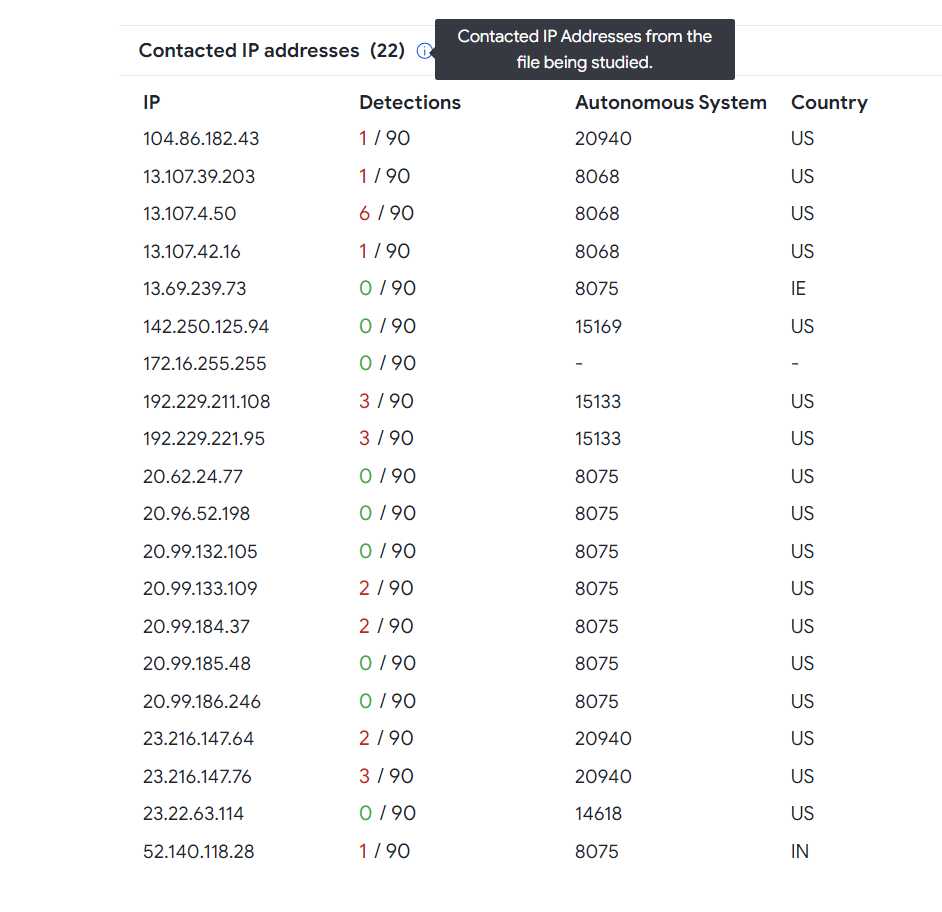 Contacted IP addresses (22)
Contacted IP Addresses from the
file being studied.
IP Detections Autonomous System Country
104.86.182.43 1 / 90 20940 US
13.107.39.203 1 / 90 8068 US
13.107.4.50 6 / 90 8068 US
13.107.42.16 1 / 90 8068 US
13.69.239.73 0 / 90 8075 IE
142.250.125.94 0 / 90 15169 US
172.16.255.255 0 / 90 - -
192.229.211.108 3 / 90 15133 US
192.229.221.95 3 / 90 15133 US
20.62.24.77 0 / 90 8075 US
20.96.52.198 0 / 90 8075 US
20.99.132.105 0 / 90 8075 US
20.99.133.109 2 / 90 8075 US
20.99.184.37 2 / 90 8075 US
20.99.185.48 0 / 90 8075 US
20.99.186.246 0 / 90 8075 US
23.216.147.64 2 / 90 20940 US
23.216.147.76 3 / 90 20940 US
23.22.63.114 0 / 90 14618 US
52.140.118.28 1 / 90 8075 IN